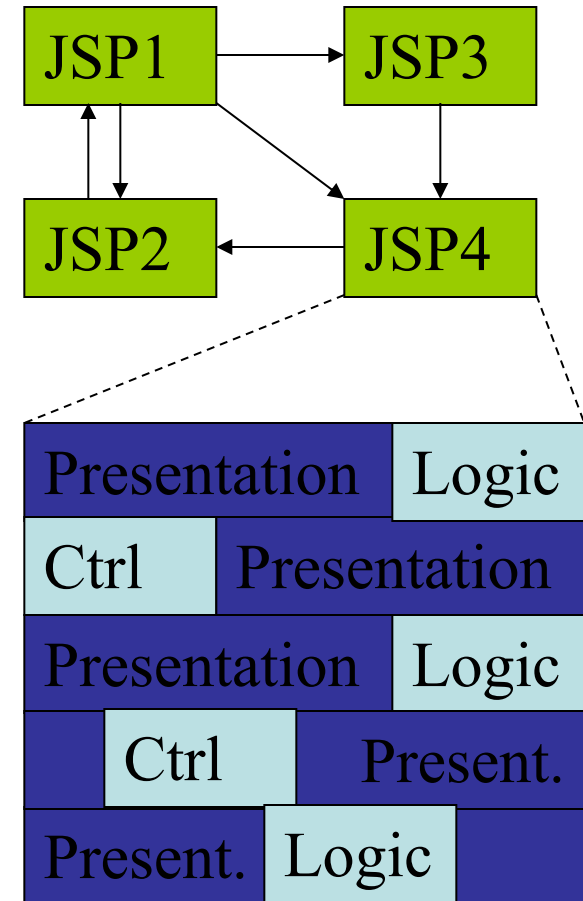 JSP1 JSP3
JSP2 JSP4
Presentation Logic
Ctrl Presentation
Presentation Logic
Ctrl Present.
Present. Logic